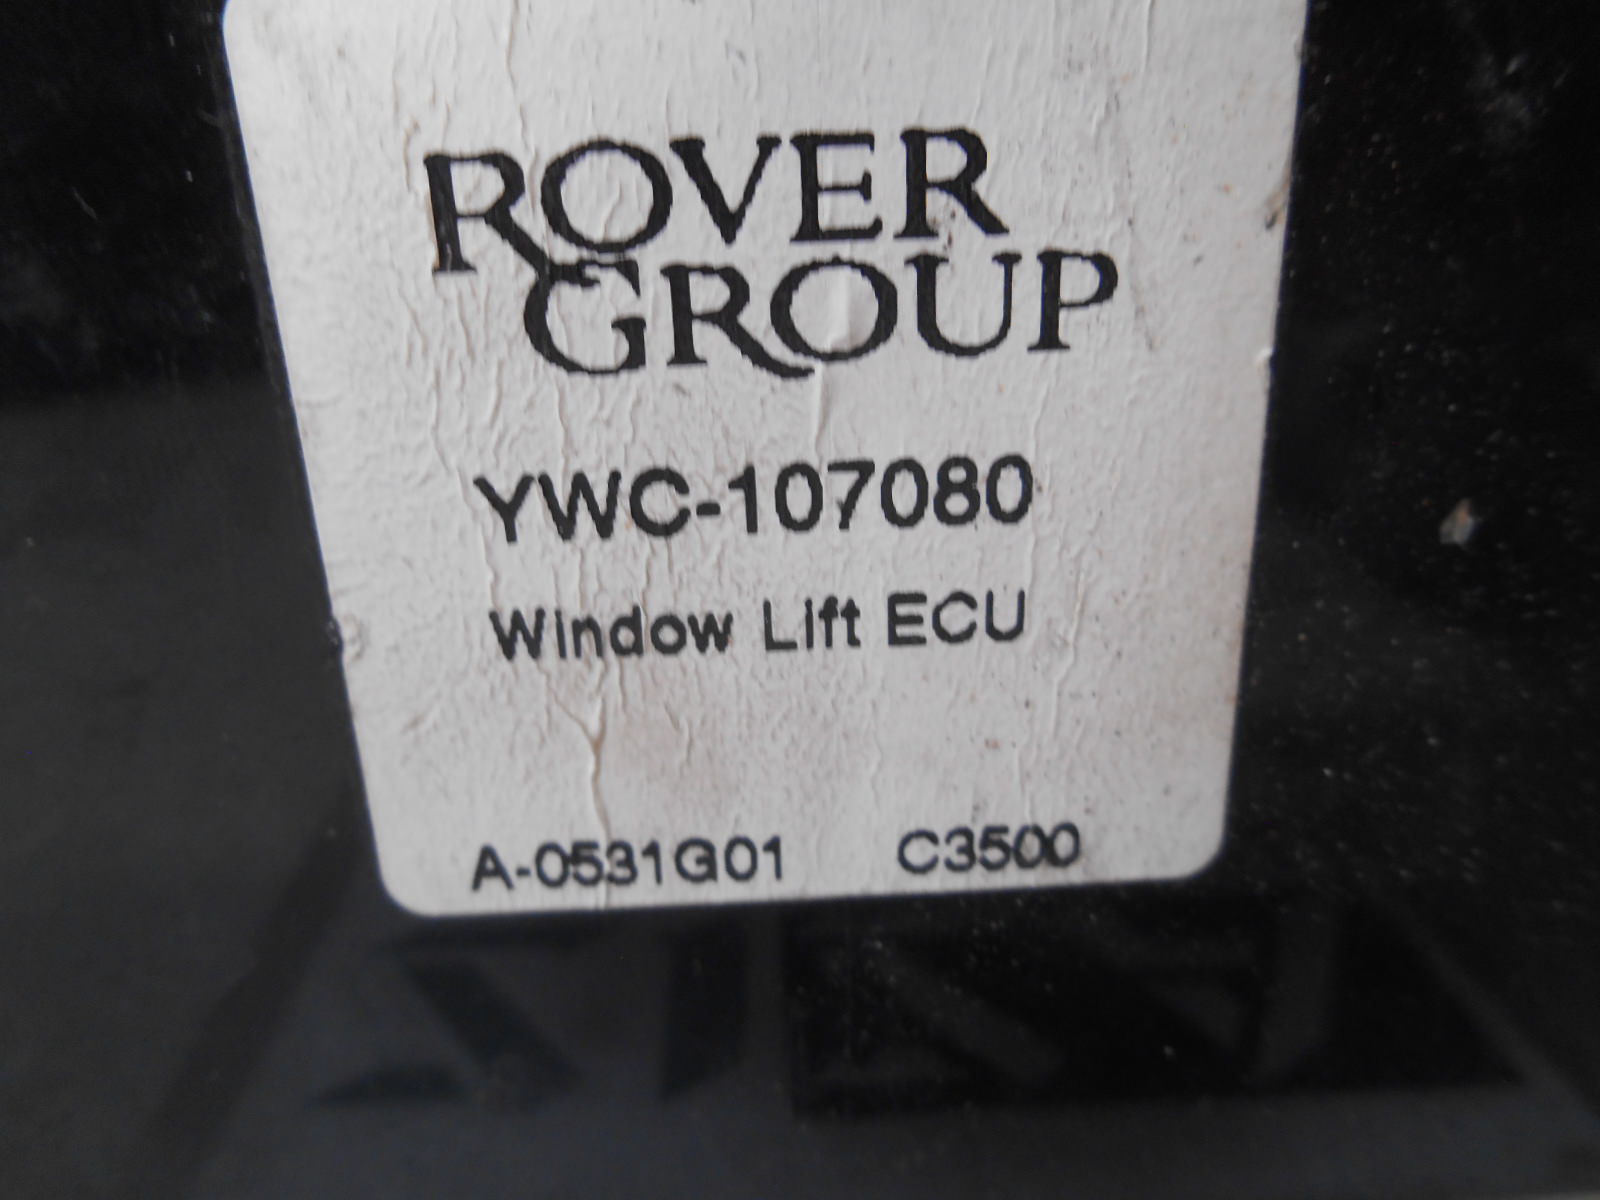 ROVER
GROUP
YWC-107080
Window Lift ECU
A-0531G01 C3500